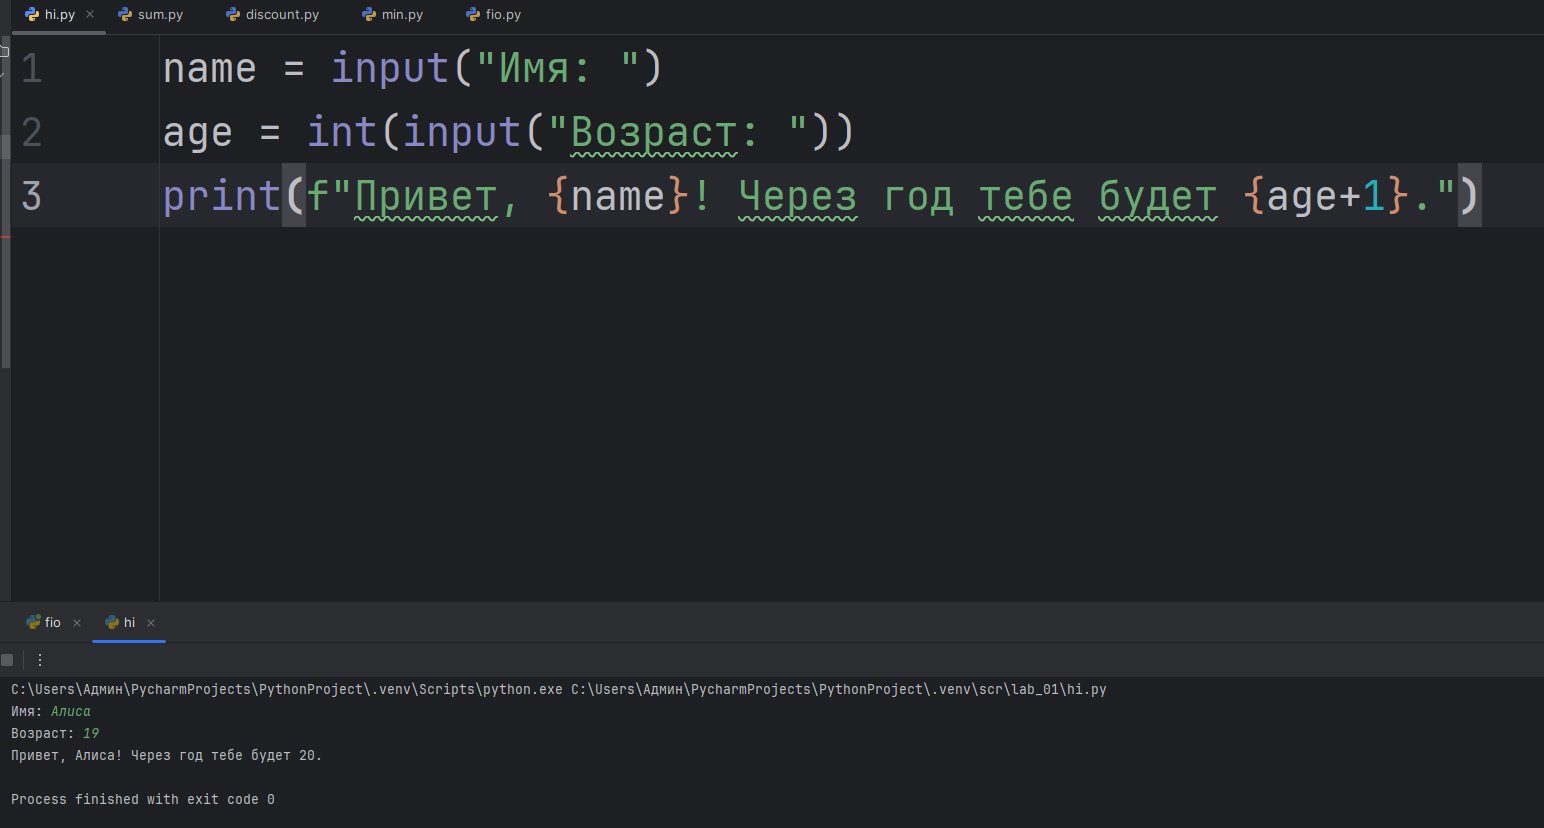 hi.py sum.py discount.py min.py fio.py
1 name = input("Имя: ")
2 age = int(input("Возраст: "))
3 print(f"Привет, {name}! Через год тебе будет {age+1}.")
fio hi
C:\Users\Админ\PycharmProjects\PythonProject\.venv\Scripts\python.exe C:\Users\Админ\PycharmProjects\PythonProject\.venv\scr\lab_01\hi.py
Имя: Алиса
Возраст: 19
Привет, Алиса! Через год тебе будет 20.
Process finished with exit code 0